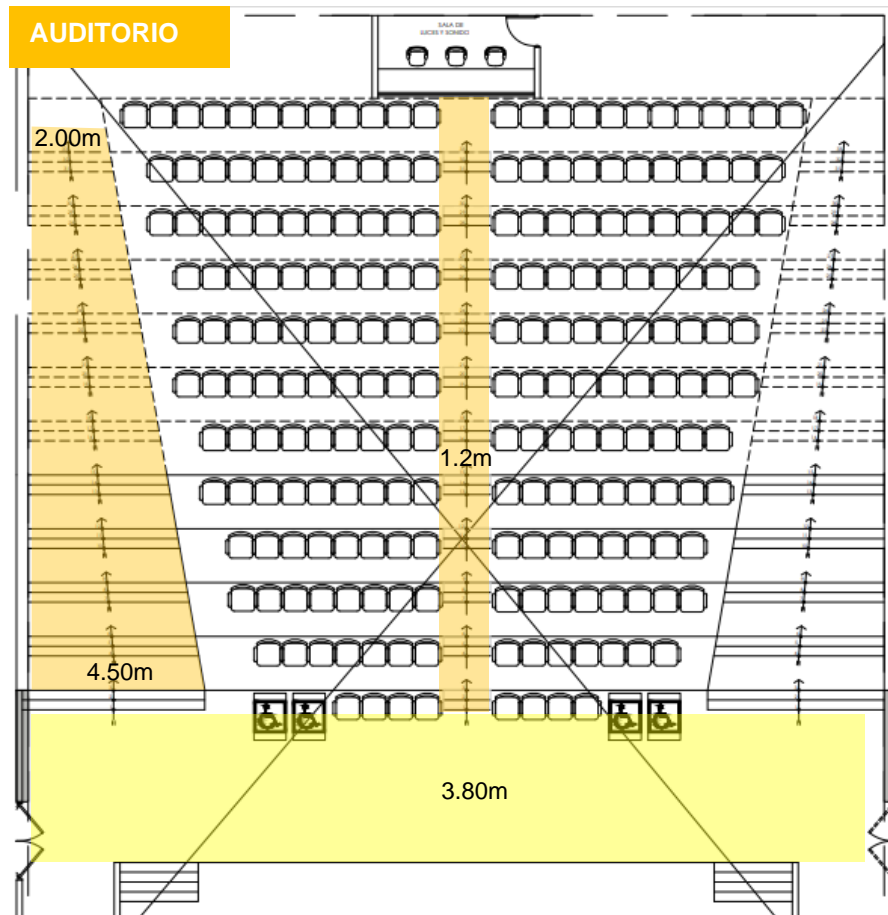 AUDITORIO
SALA DE
LUCES Y SONIDO
2.00m
1.2m
4.50m
3.80m